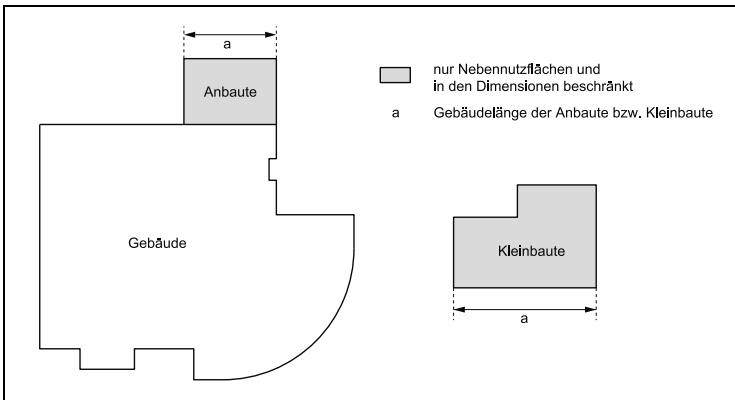 a
Anbaute
nur Nebennutzflächen und
in den Dimensionen beschränkt
a Gebäudelänge der Anbaute bzw. Kleinbaute
Gebäude
Kleinbaute
a